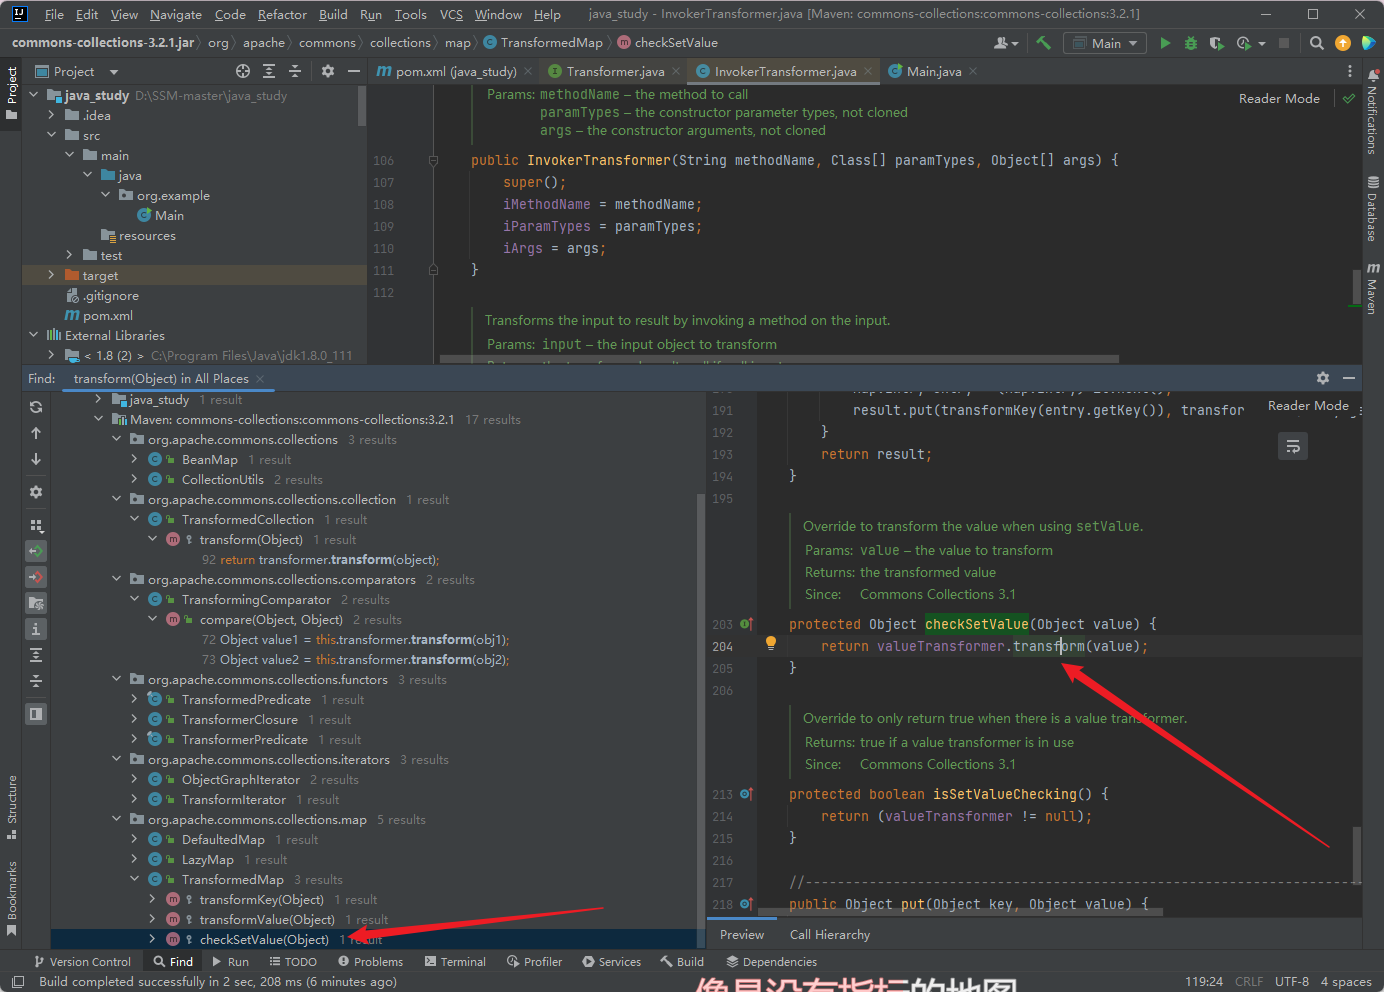 File Edit View Navigate Code Refactor Build Run Tools VCS Window Help java_study - InvokerTransformer.java [Maven: commons-collections:commons-collections:3.2.1]
commons-collections-3.2.1.jar org apache commons collections map TransformedMap checkSetValue Main
Project
Project
pom.xml (java_study) Transformer.java InvokerTransformer.java Main.java
java_study D:\SSM-master\java_study
.idea
src
main
java
org.example
Main
resources
test
target
.gitignore
pom.xml
External Libraries
< 1.8 (2) > C:\Program Files\Java\jdk1.8.0_111
Params: methodName – the method to call
paramTypes – the constructor parameter types, not cloned
args – the constructor arguments, not cloned
Reader Mode
106 public InvokerTransformer(String methodName, Class[] paramTypes, Object[] args) {
107 super();
108 iMethodName = methodName;
109 iParamTypes = paramTypes;
110 iArgs = args;
111 }
112
Transforms the input to result by invoking a method on the input.
Params: input – the input object to transform
Notifications
Database
Maven
Find: transform(Object) in All Places
java_study 1 result
Maven: commons-collections:commons-collections:3.2.1 17 results
org.apache.commons.collections 3 results
BeanMap 1 result
CollectionUtils 2 results
org.apache.commons.collections.collection 1 result
TransformedCollection 1 result
transform(Object) 1 result
92 return transformer.transform(object);
org.apache.commons.collections.comparators 2 results
TransformingComparator 2 results
compare(Object, Object) 2 results
72 Object value1 = this.transformer.transform(obj1);
73 Object value2 = this.transformer.transform(obj2);
org.apache.commons.collections.functors 3 results
TransformedPredicate 1 result
TransformerClosure 1 result
TransformerPredicate 1 result
org.apache.commons.collections.iterators 3 results
ObjectGraphIterator 2 results
TransformIterator 1 result
org.apache.commons.collections.map 5 results
DefaultedMap 1 result
LazyMap 1 result
TransformedMap 3 results
transformKey(Object) 1 result
transformValue(Object) 1 result
checkSetValue(Object) 1 result
Reader Mode
191 result.put(transformKey(entry.getKey()), transfor
192 }
193 return result;
194 }
195
Override to transform the value when using setValue.
Params: value – the value to transform
Returns: the transformed value
Since: Commons Collections 3.1
203 protected Object checkSetValue(Object value) {
204 return valueTransformer.transform(value);
205 }
206
Override to only return true when there is a value transformer.
Returns: true if a value transformer is in use
Since: Commons Collections 3.1
213 protected boolean isSetValueChecking() {
214 return (valueTransformer != null);
215 }
216
217 //-----------------------------------------------------------------------
218 public Object put(Object key, Object value) {
Preview Call Hierarchy
Structure
Bookmarks
Version Control Find Run TODO Problems Terminal Profiler Services Build Dependencies
Build completed successfully in 2 sec, 208 ms (6 minutes ago)
像是没有指标的地图
119:24 CRLF UTF-8 4 spaces